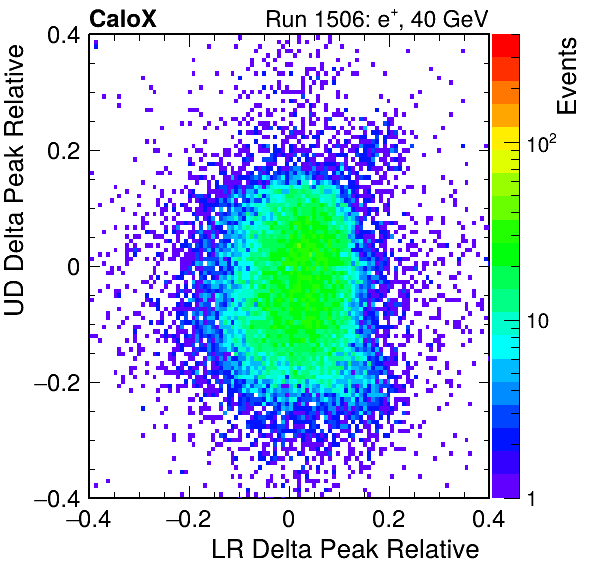 CaloX Run 1506: e⁺, 40 GeV
UD Delta Peak Relative
0.4
0.2
0
−0.2
−0.4
−0.4 −0.2 0 0.2 0.4
LR Delta Peak Relative
Events
10²
10
1